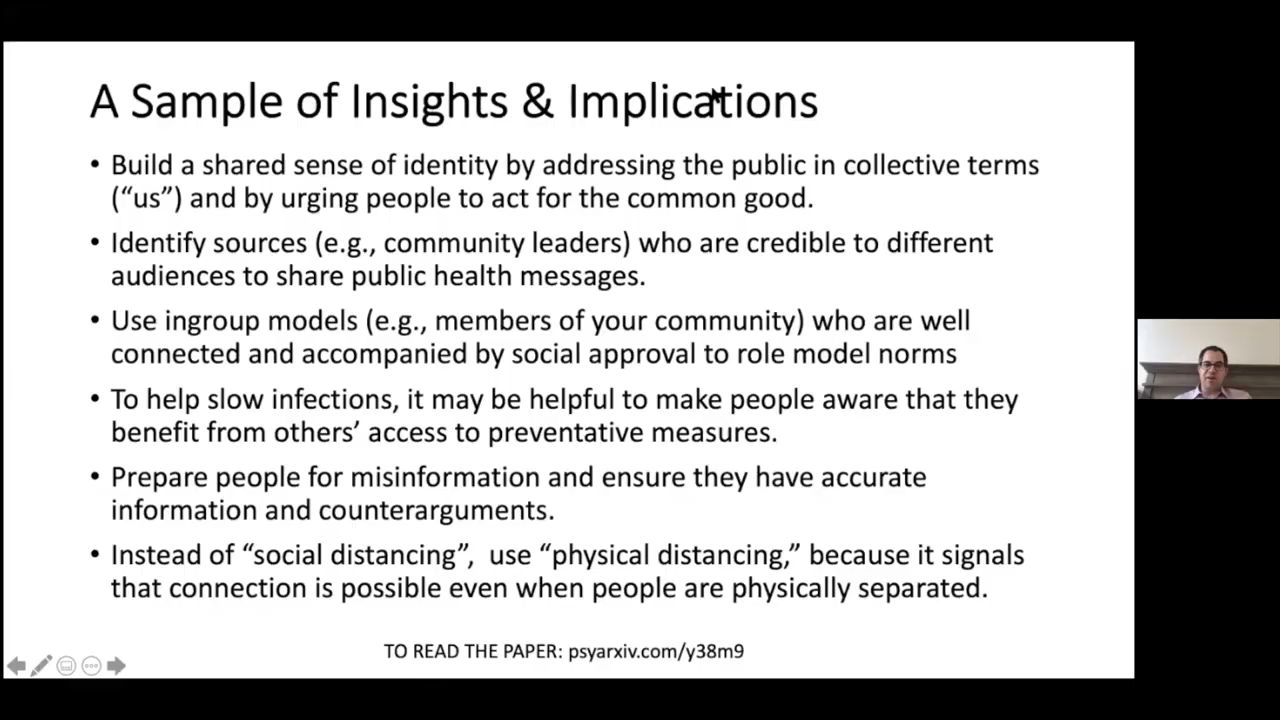 A Sample of Insights & Implications
• Build a shared sense of identity by addressing the public in collective terms
(“us”) and by urging people to act for the common good.
• Identify sources (e.g., community leaders) who are credible to different
audiences to share public health messages.
• Use ingroup models (e.g., members of your community) who are well
connected and accompanied by social approval to role model norms
• To help slow infections, it may be helpful to make people aware that they
benefit from others’ access to preventative measures.
• Prepare people for misinformation and ensure they have accurate
information and counterarguments.
• Instead of “social distancing”,  use “physical distancing,” because it signals
that connection is possible even when people are physically separated.
TO READ THE PAPER: psyarxiv.com/y38m9